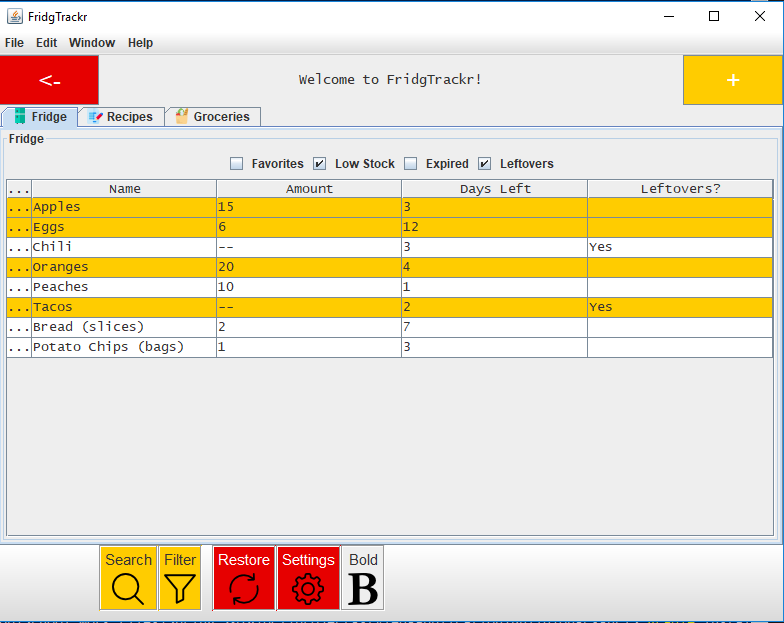 FridgTrackr
File Edit Window Help
<- Welcome to FridgTrackr! +
Fridge Recipes Groceries
Fridge
Favorites Low Stock Expired Leftovers
... Name Amount Days Left Leftovers?
... Apples 15 3
... Eggs 6 12
... Chili -- 3 Yes
... Oranges 20 4
... Peaches 10 1
... Tacos -- 2 Yes
... Bread (slices) 2 7
... Potato Chips (bags) 1 3
Search Filter Restore Settings Bold
B